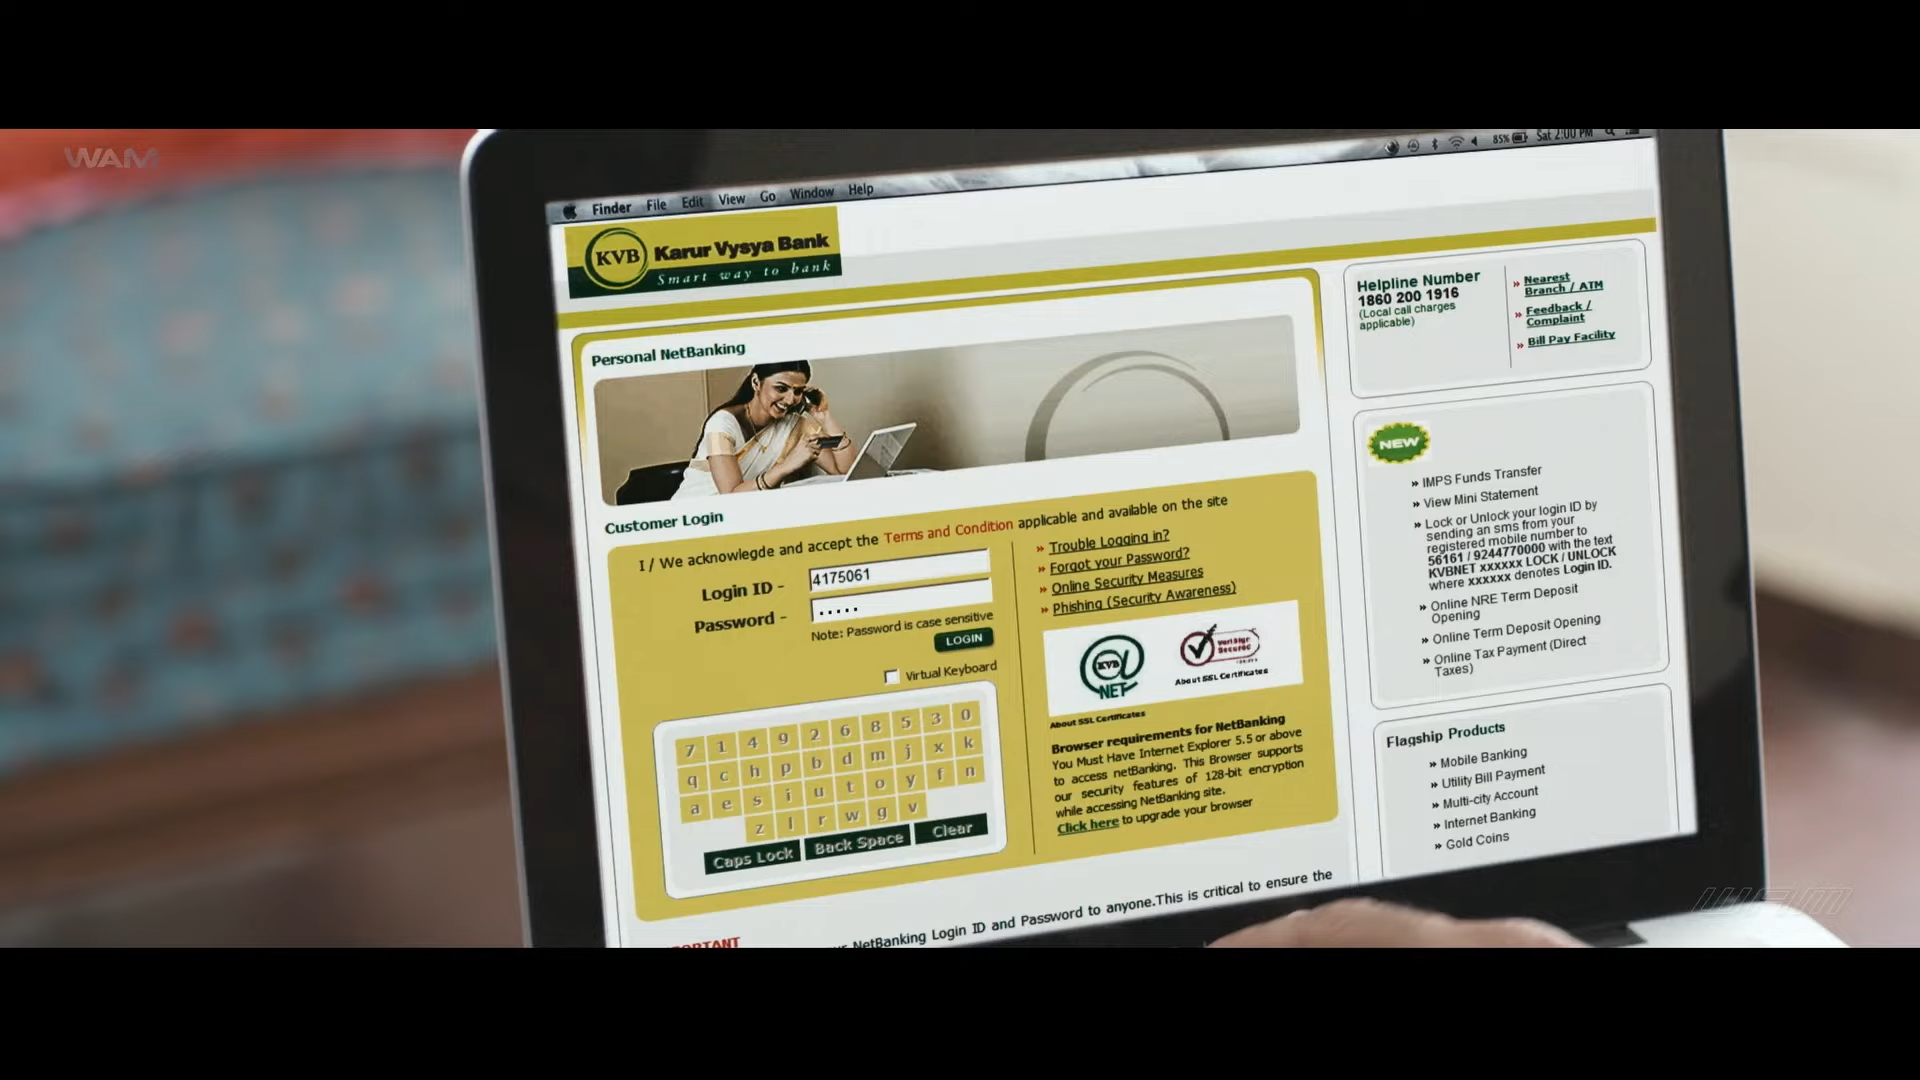 WAM
Finder File Edit View Go Window Help
85% Sat 2:00 PM
KVB Karur Vysya Bank
Smart way to bank
Personal NetBanking
Customer Login
I / We acknowlegde and accept the Terms and Condition applicable and available on the site
Login ID - 4175061
Password - .....
Note: Password is case sensitive
LOGIN
Virtual Keyboard
7 1 4 9 2 6 8 5 3 0
q c h p b d m j x k
a e s i u t o y f n
z l r w g v
Caps Lock Back Space Clear
» Trouble Logging in?
» Forgot your Password?
» Online Security Measures
» Phishing (Security Awareness)
KVB
NET
VeriSign
Secured
About SSL Certificates
About SSL Certificates
Browser requirements for NetBanking
You Must Have Internet Explorer 5.5 or above
to access netBanking. This Browser supports
our security features of 128-bit encryption
while accessing NetBanking site.
Click here to upgrade your browser
NetBanking Login ID and Password to anyone.This is critical to ensure the
Helpline Number
1860 200 1916
(Local call charges
applicable)
» Nearest
Branch / ATM
» Feedback /
Complaint
» Bill Pay Facility
NEW
» IMPS Funds Transfer
» View Mini Statement
» Lock or Unlock your login ID by
sending an sms from your
registered mobile number to
56161 / 9244770000 with the text
KVBNET xxxxxx LOCK / UNLOCK
where xxxxxx denotes Login ID.
» Online NRE Term Deposit
Opening
» Online Term Deposit Opening
» Online Tax Payment (Direct
Taxes)
Flagship Products
» Mobile Banking
» Utility Bill Payment
» Multi-city Account
» Internet Banking
» Gold Coins
WAM